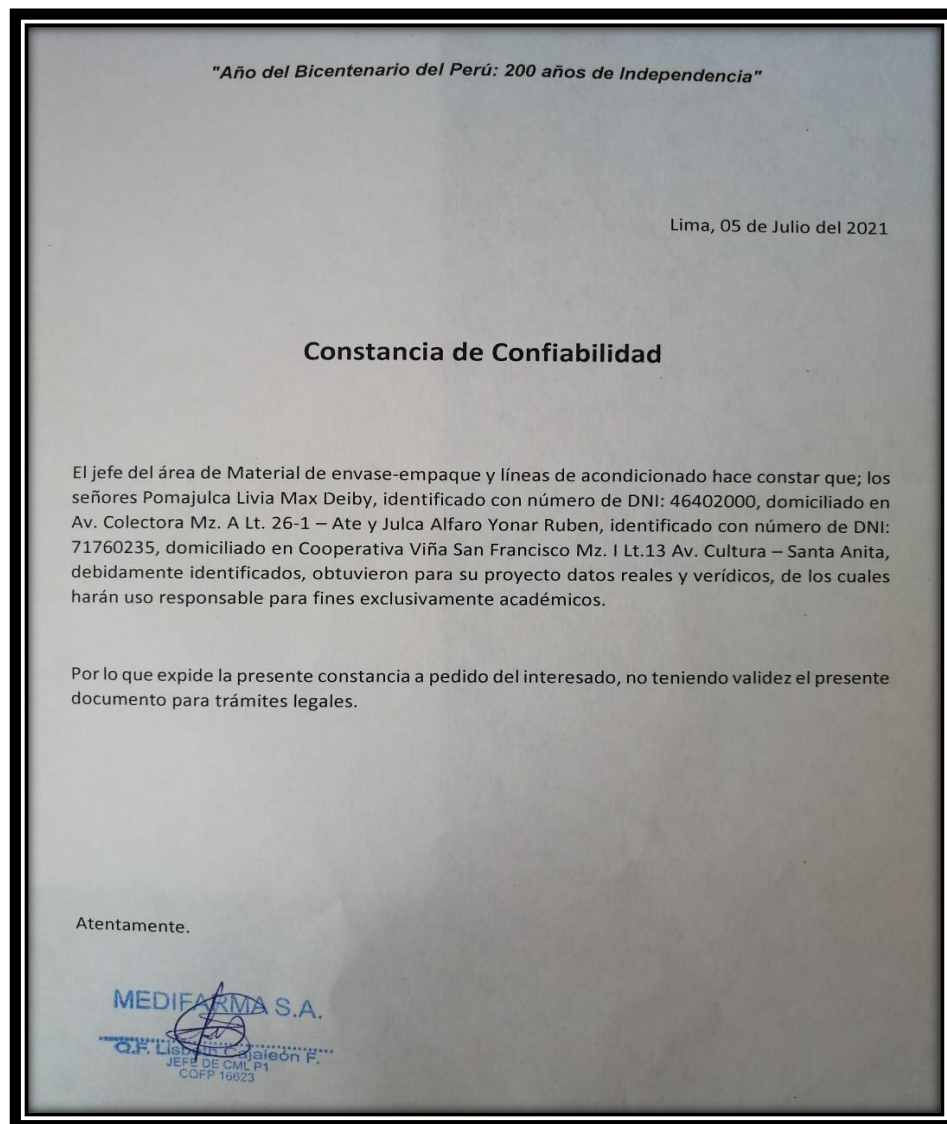 "Año del Bicentenario del Perú: 200 años de Independencia"
Lima, 05 de Julio del 2021
Constancia de Confiabilidad
El jefe del área de Material de envase-empaque y líneas de acondicionado hace constar que; los
señores Pomajulca Livia Max Deiby, identificado con número de DNI: 46402000, domiciliado en
Av. Colectora Mz. A Lt. 26-1 – Ate y Julca Alfaro Yonar Ruben, identificado con número de DNI:
71760235, domiciliado en Cooperativa Viña San Francisco Mz. I Lt.13 Av. Cultura – Santa Anita,
debidamente identificados, obtuvieron para su proyecto datos reales y verídicos, de los cuales
harán uso responsable para fines exclusivamente académicos.
Por lo que expide la presente constancia a pedido del interesado, no teniendo validez el presente
documento para trámites legales.
Atentamente.
MEDIFARMA S.A.
Q.F. Lisbeth Cajaleón F.
JEFE DE CML P1
CQFP 16623